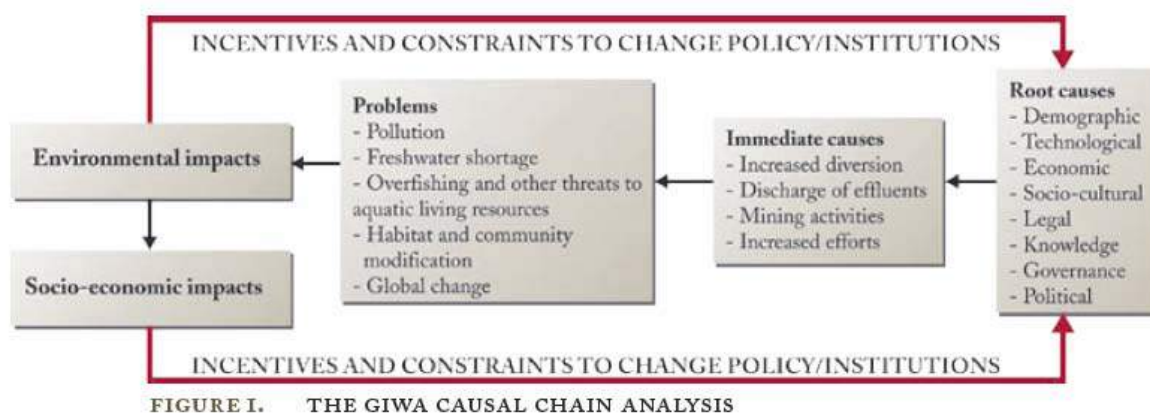 INCENTIVES AND CONSTRAINTS TO CHANGE POLICY/INSTITUTIONS
Environmental impacts
Socio-economic impacts
Problems
- Pollution
- Freshwater shortage
- Overfishing and other threats to
aquatic living resources
- Habitat and community
modification
- Global change
Immediate causes
- Increased diversion
- Discharge of effluents
- Mining activities
- Increased efforts
Root causes
- Demographic
- Technological
- Economic
- Socio-cultural
- Legal
- Knowledge
- Governance
- Political
INCENTIVES AND CONSTRAINTS TO CHANGE POLICY/INSTITUTIONS
FIGURE I. THE GIWA CAUSAL CHAIN ANALYSIS